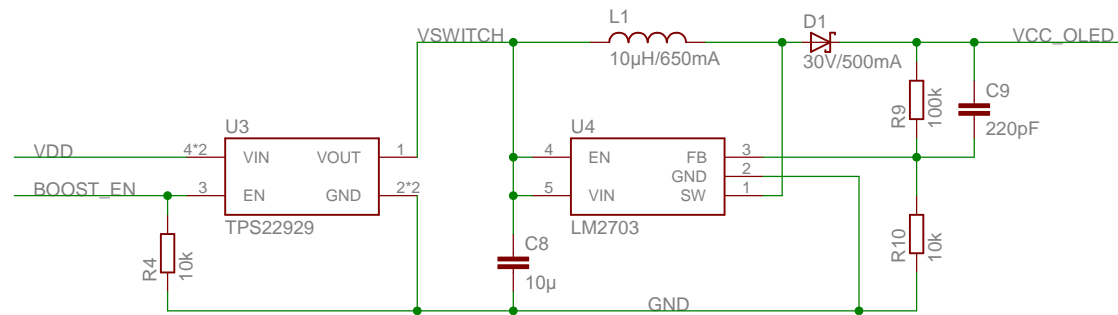 L1
D1
VSWITCH
VCC_OLED
10µH/650mA
30V/500mA
R9
100k
C9
220pF
U3
U4
VDD
4*2
VIN
VOUT
1
BOOST_EN
3
EN
GND
2*2
TPS22929
4
EN
FB
3
GND
2
5
VIN
SW
1
LM2703
R4
10k
C8
10µ
R10
10k
GND